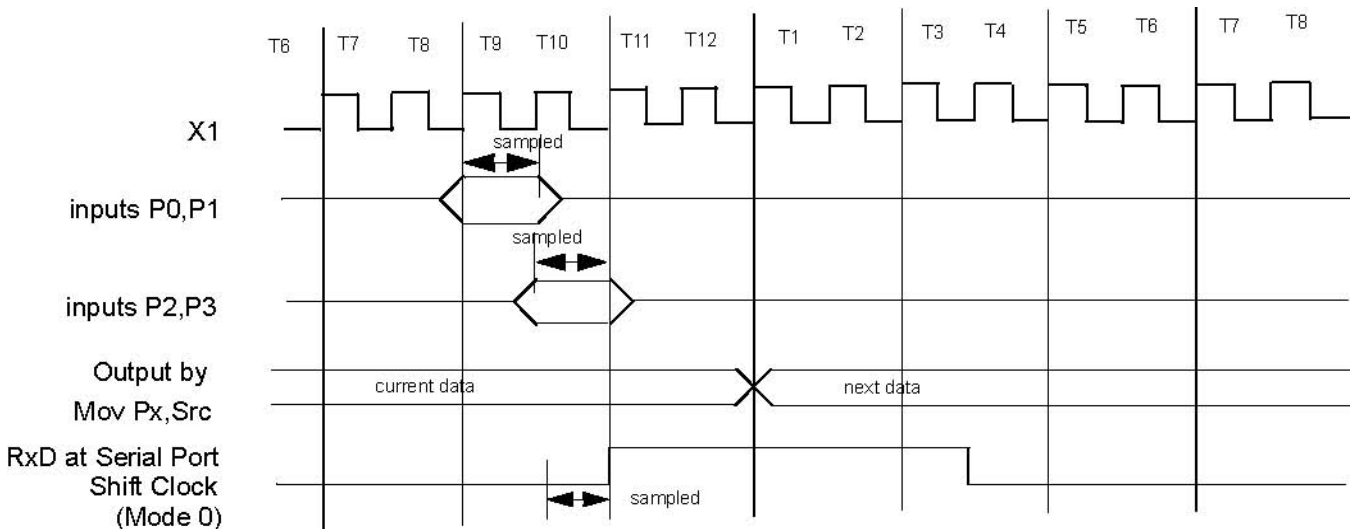 T6 T7 T8 T9 T10 T11 T12 T1 T2 T3 T4 T5 T6 T7 T8
X1
sampled
inputs P0,P1
sampled
inputs P2,P3
Output by
current data next data
Mov Px,Src
RxD at Serial Port
Shift Clock
sampled
(Mode 0)